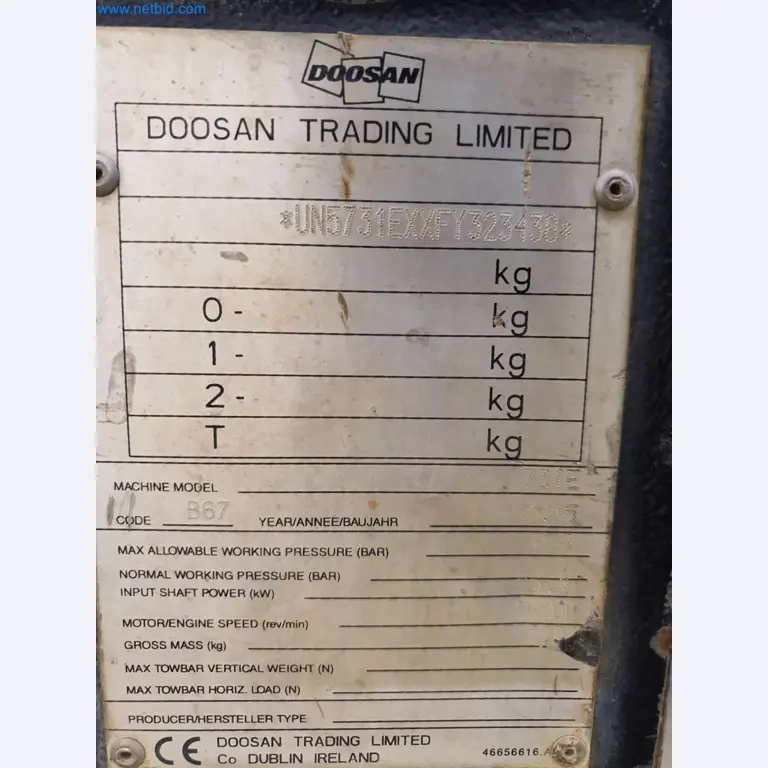 www.netbid.com
DOOSAN
DOOSAN TRADING LIMITED
*UN5731EXXFY323438*
kg
0 - kg
1 - kg
2 - kg
T kg
MACHINE MODEL 731E
CODE B67 YEAR/ANNEE/BAUJAHR
MAX ALLOWABLE WORKING PRESSURE (BAR)
NORMAL WORKING PRESSURE (BAR)
INPUT SHAFT POWER (kW)
MOTOR/ENGINE SPEED (rev/min)
GROSS MASS (kg)
MAX TOWBAR VERTICAL WEIGHT (N)
MAX TOWBAR HORIZ. LOAD (N)
PRODUCER/HERSTELLER TYPE
CE DOOSAN TRADING LIMITED
Co DUBLIN IRELAND 46656616.A